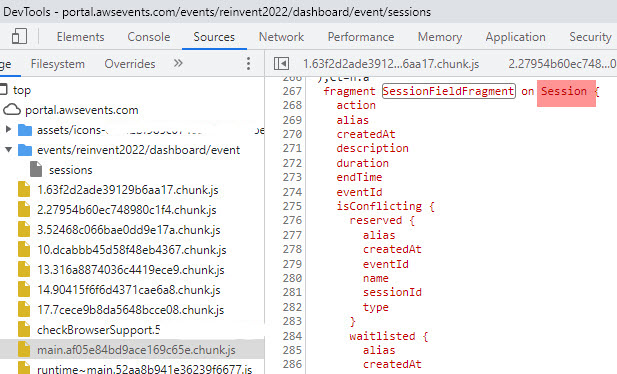 DevTools - portal.awsevents.com/events/reinvent2022/dashboard/event/sessions
Elements Console Sources Network Performance Memory Application Security
ge Filesystem Overrides
1.63f2d2ade3912...6aa17.chunk.js 2.27954b60ec748...0
top
portal.awsevents.com
assets/icons-
events/reinvent2022/dashboard/event
sessions
1.63f2d2ade39129b6aa17.chunk.js
2.27954b60ec748980c1f4.chunk.js
3.52468c066bae0dd9e17a.chunk.js
10.dcabbb45d58f48eb4367.chunk.js
13.316a8874036c4419ece9.chunk.js
14.90415f6f6d4371cae6a8.chunk.js
17.7cece9b8da5648bcce08.chunk.js
checkBrowserSupport.5
main.af05e84bd9ace169c65e.chunk.js
runtime~main.52aa8b941e36239f6677.js
266 ),Ct=n.a
267 fragment SessionFieldFragment on Session {
268 action
269 alias
270 createdAt
271 description
272 duration
273 endTime
274 eventId
275 isConflicting {
276 reserved {
277 alias
278 createdAt
279 eventId
280 name
281 sessionId
282 type
283 }
284 waitlisted {
285 alias
286 createdAt